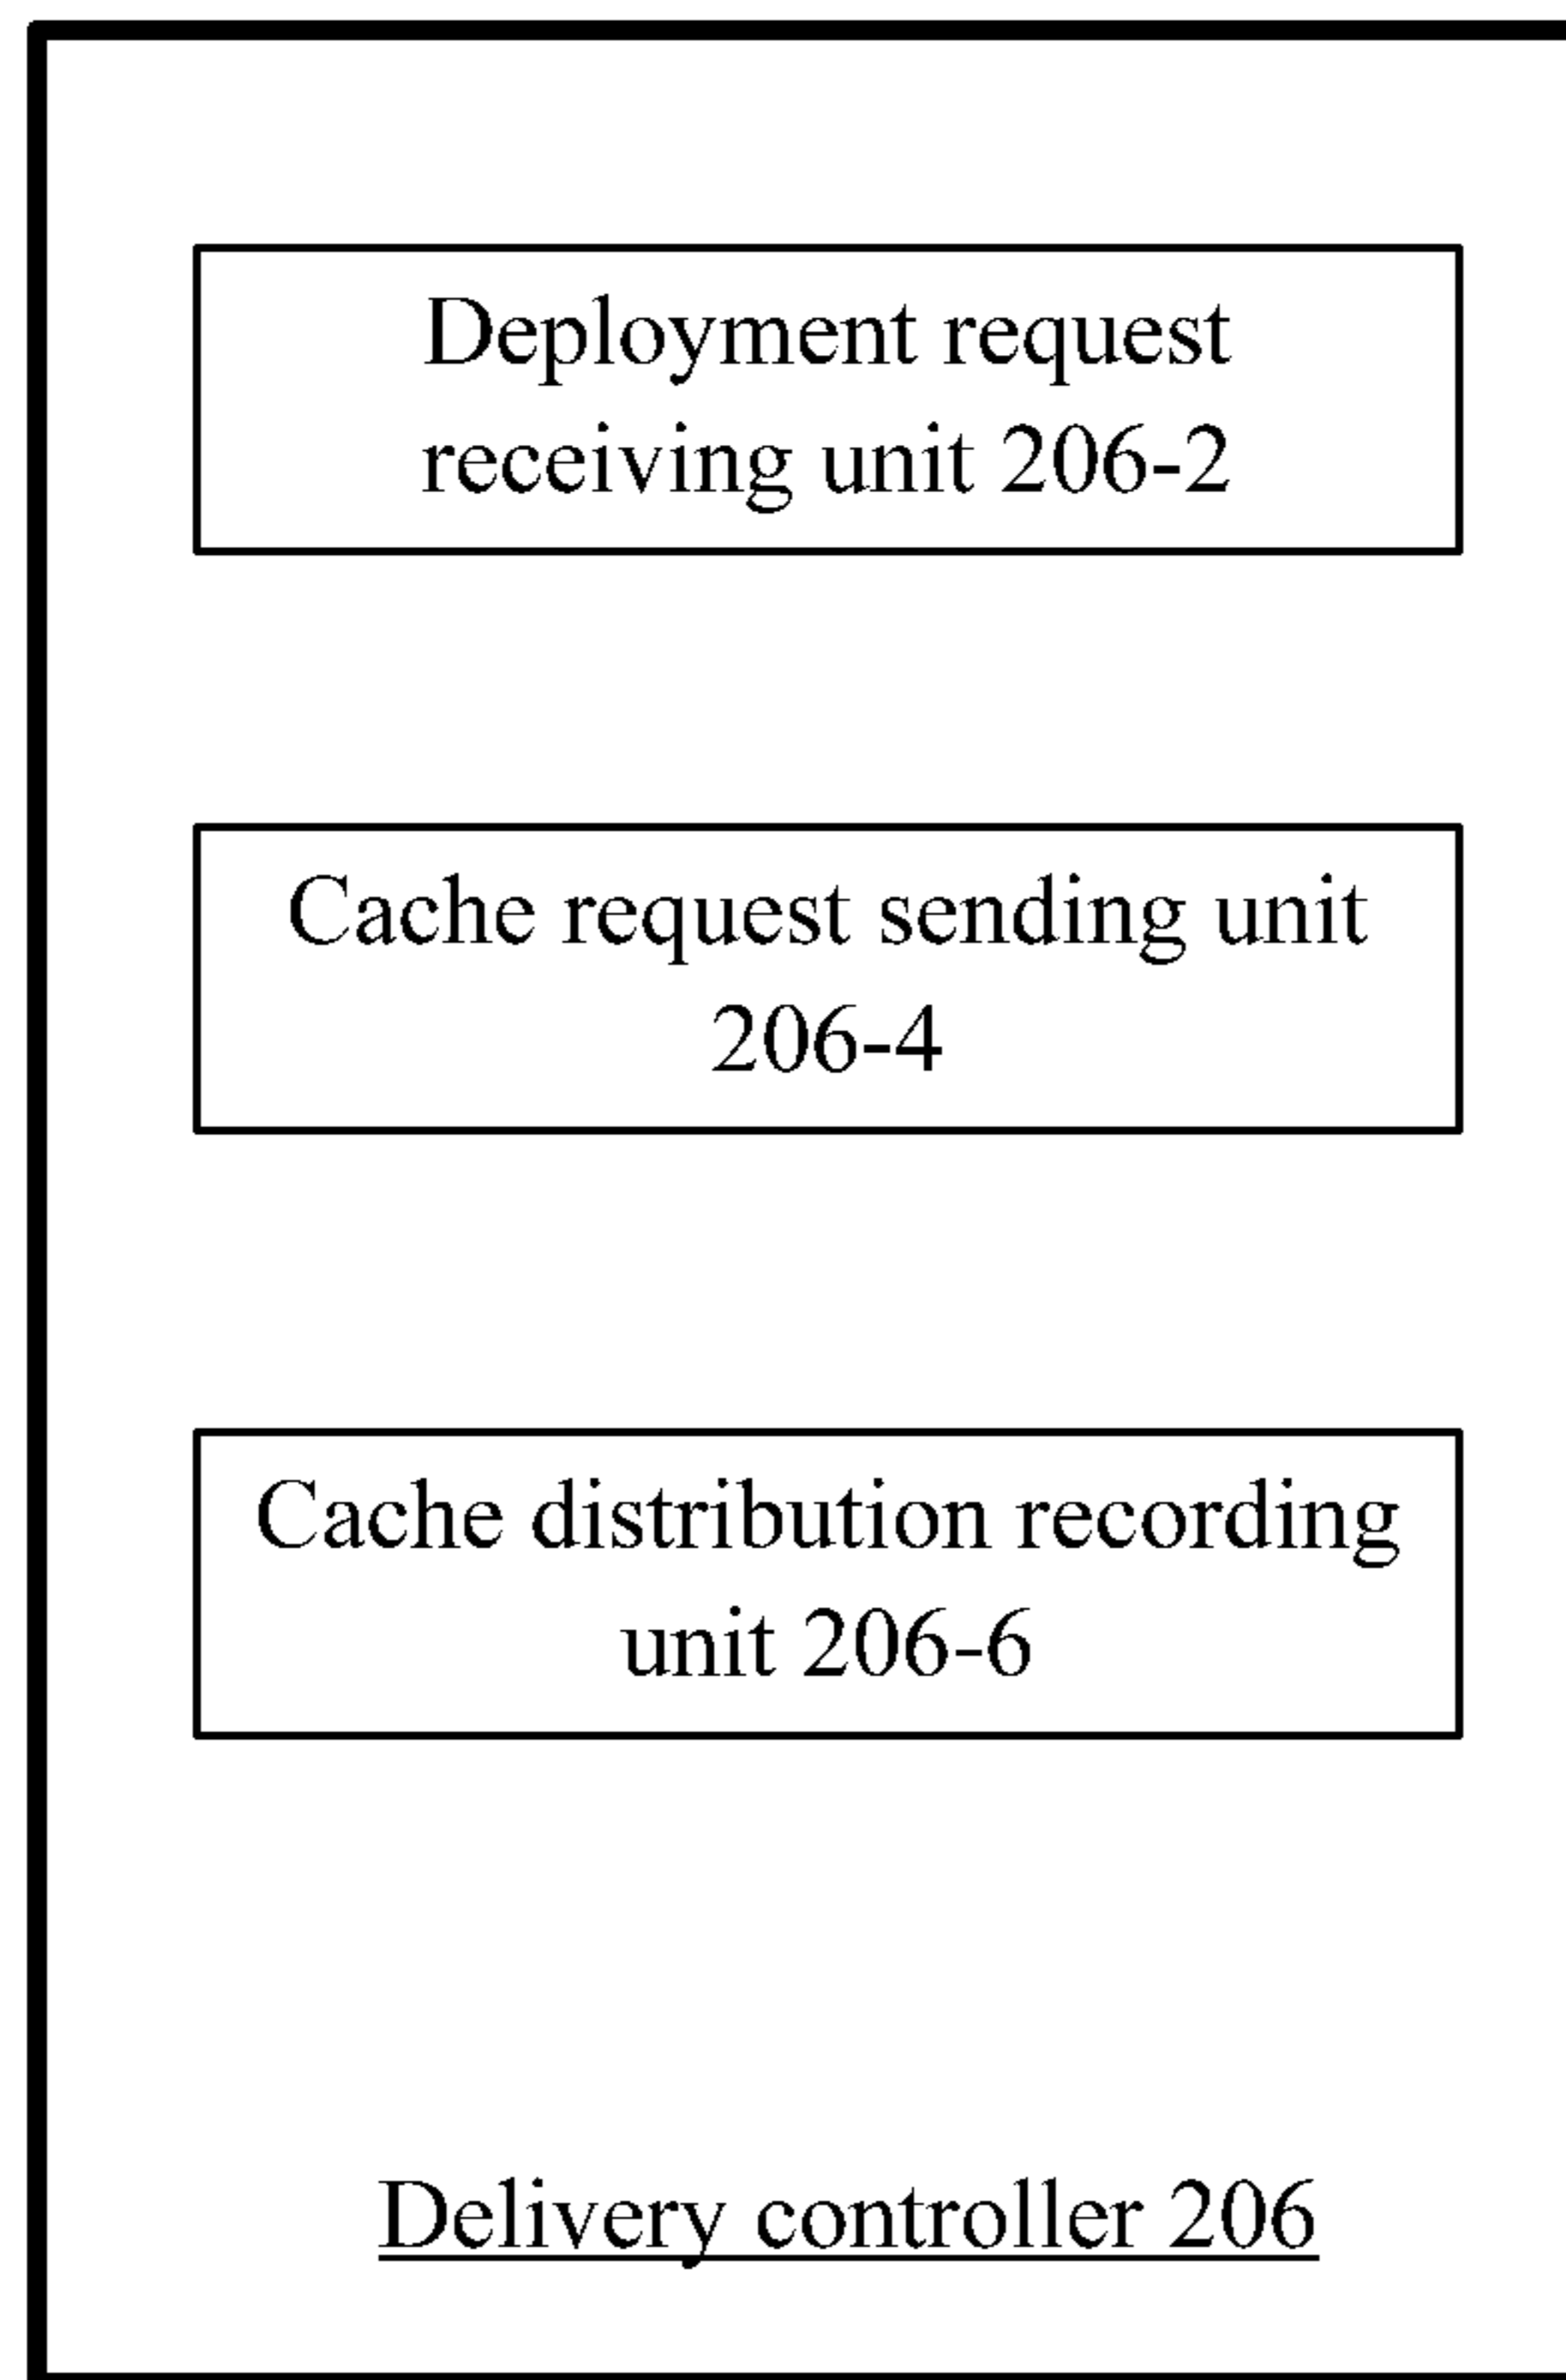 Deployment request
receiving unit 206-2
Cache request sending unit
206-4
Cache distribution recording
unit 206-6
Delivery controller 206